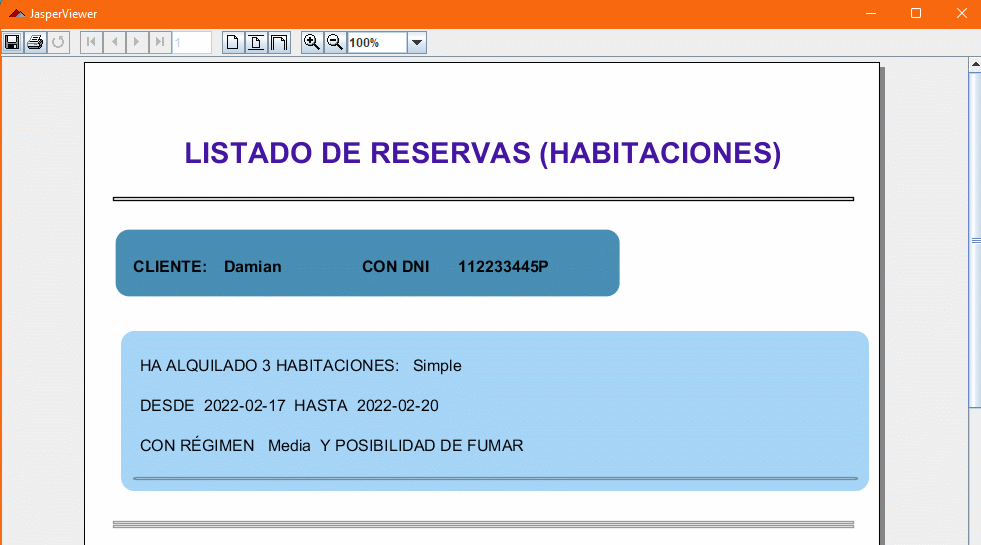 JasperViewer
1
100%
LISTADO DE RESERVAS (HABITACIONES)
CLIENTE: Damian CON DNI 112233445P
HA ALQUILADO 3 HABITACIONES: Simple
DESDE 2022-02-17 HASTA 2022-02-20
CON RÉGIMEN Media Y POSIBILIDAD DE FUMAR